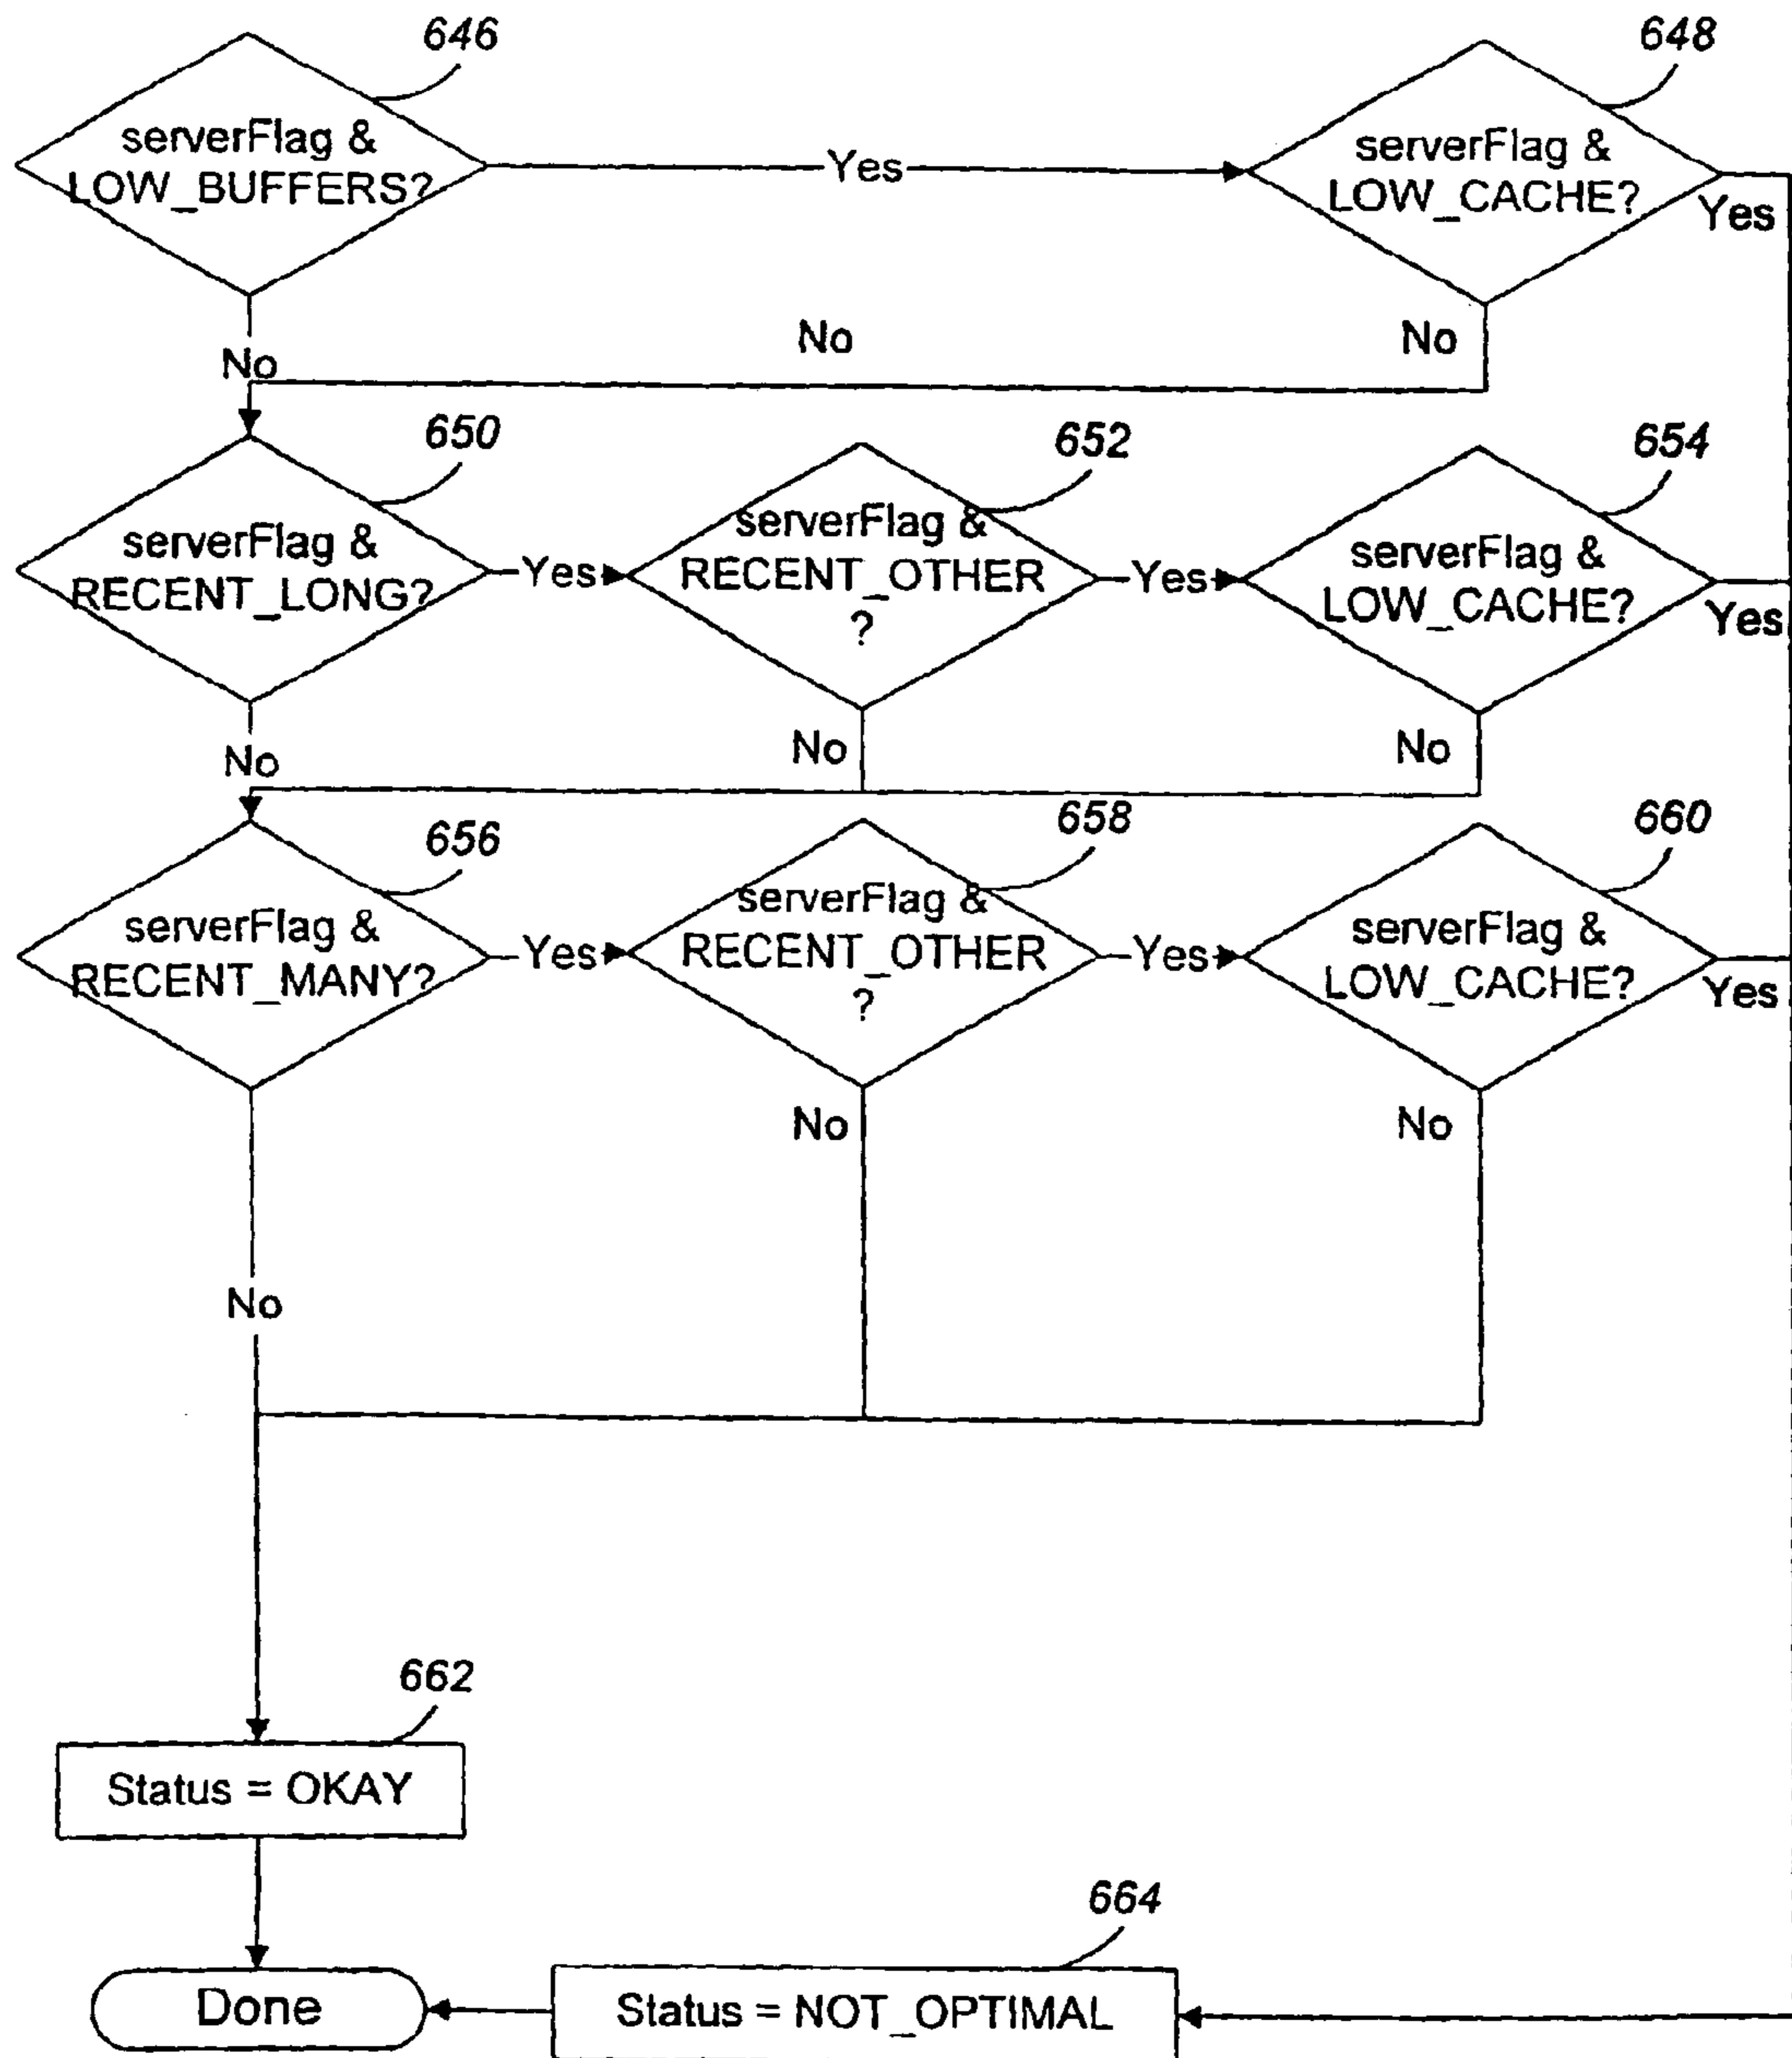 646
648
serverFlag &
LOW_BUFFERS?
Yes
serverFlag &
LOW_CACHE?
Yes
No
No
No
650
652
654
serverFlag &
RECENT_LONG?
Yes
serverFlag &
RECENT_OTHER
?
Yes
serverFlag &
LOW_CACHE?
Yes
No
No
No
656
658
660
serverFlag &
RECENT_MANY?
Yes
serverFlag &
RECENT_OTHER
?
Yes
serverFlag &
LOW_CACHE?
Yes
No
No
No
662
Status = OKAY
664
Done
Status = NOT_OPTIMAL